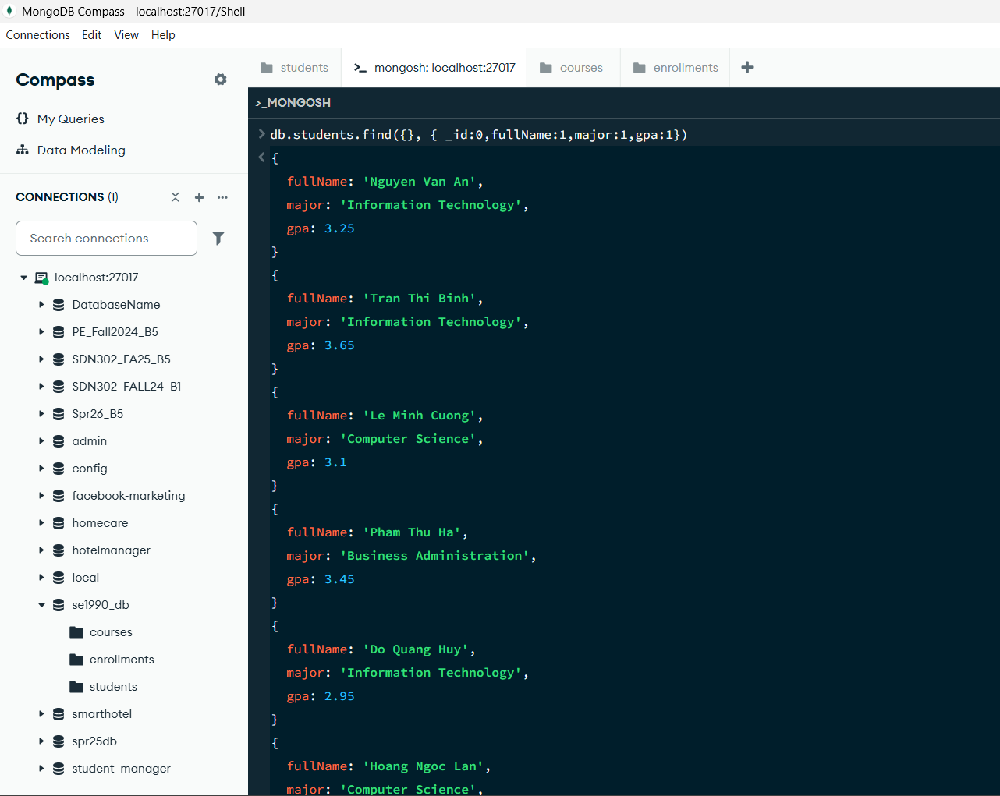 MongoDB Compass - localhost:27017/Shell
Connections Edit View Help
Compass
My Queries
Data Modeling
CONNECTIONS (1)
Search connections
localhost:27017
DatabaseName
PE_Fall2024_B5
SDN302_FA25_B5
SDN302_FALL24_B1
Spr26_B5
admin
config
facebook-marketing
homecare
hotelmanager
local
se1990_db
courses
enrollments
students
smarthotel
spr25db
student_manager
students
>_ mongosh: localhost:27017
courses
enrollments
>_MONGOSH
> db.students.find({}, { _id:0,fullName:1,major:1,gpa:1})
< {
fullName: 'Nguyen Van An',
major: 'Information Technology',
gpa: 3.25
}
{
fullName: 'Tran Thi Binh',
major: 'Information Technology',
gpa: 3.65
}
{
fullName: 'Le Minh Cuong',
major: 'Computer Science',
gpa: 3.1
}
{
fullName: 'Pham Thu Ha',
major: 'Business Administration',
gpa: 3.45
}
{
fullName: 'Do Quang Huy',
major: 'Information Technology',
gpa: 2.95
}
{
fullName: 'Hoang Ngoc Lan',
major: 'Computer Science',